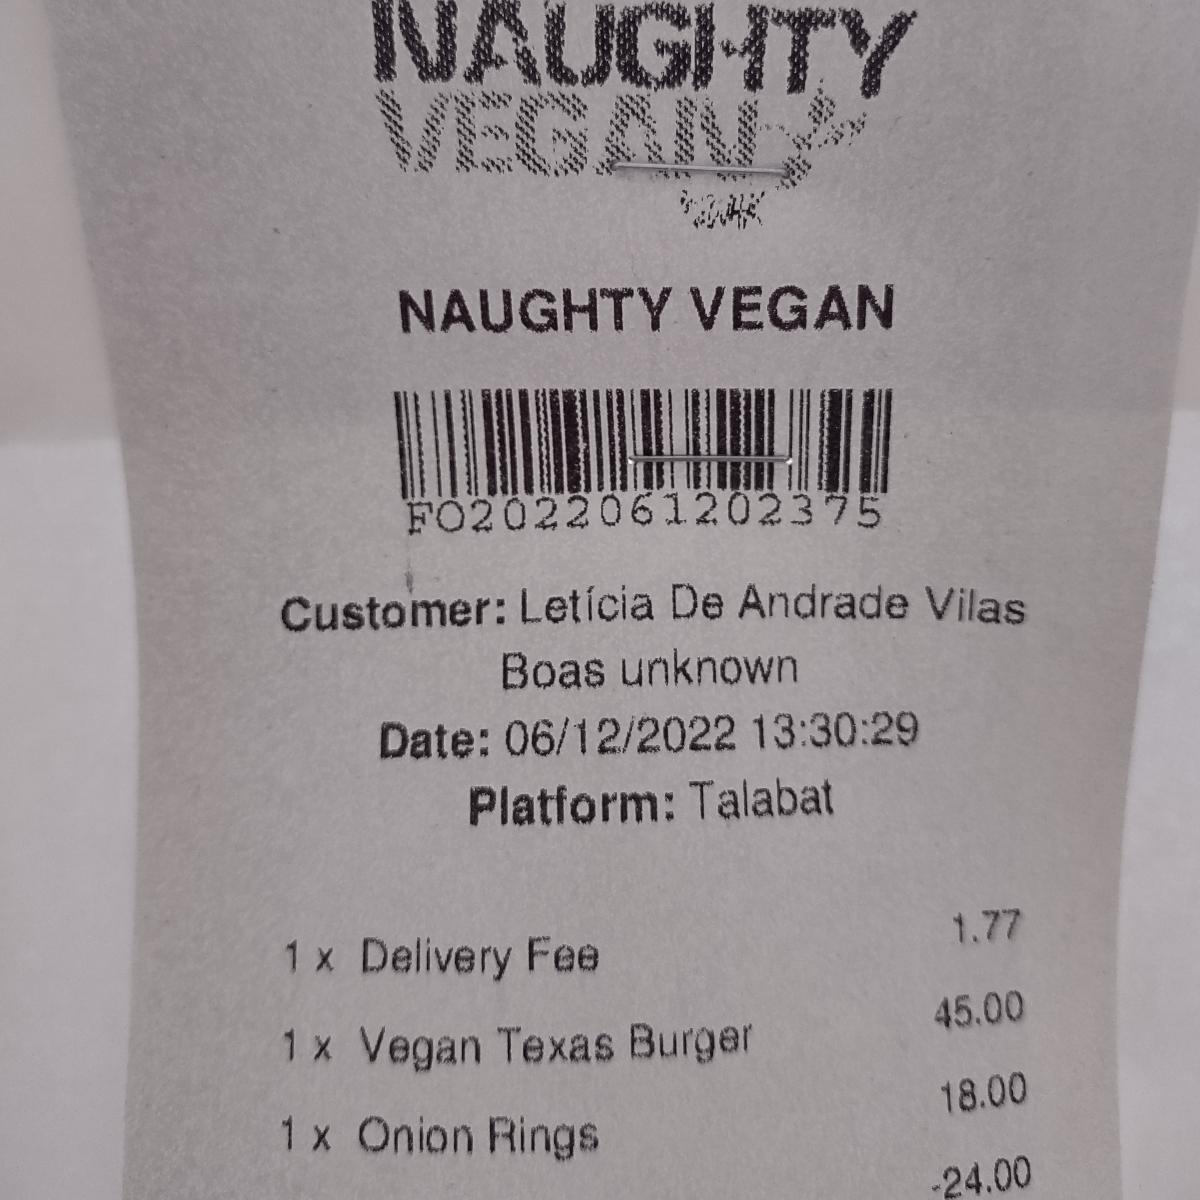 NAUGHTY
VEGAN
NAUGHTY VEGAN
FO2022061202375
Customer: Letícia De Andrade Vilas
Boas unknown
Date: 06/12/2022 13:30:29
Platform: Talabat
1 x Delivery Fee 1.77
1 x Vegan Texas Burger 45.00
1 x Onion Rings 18.00
-24.00